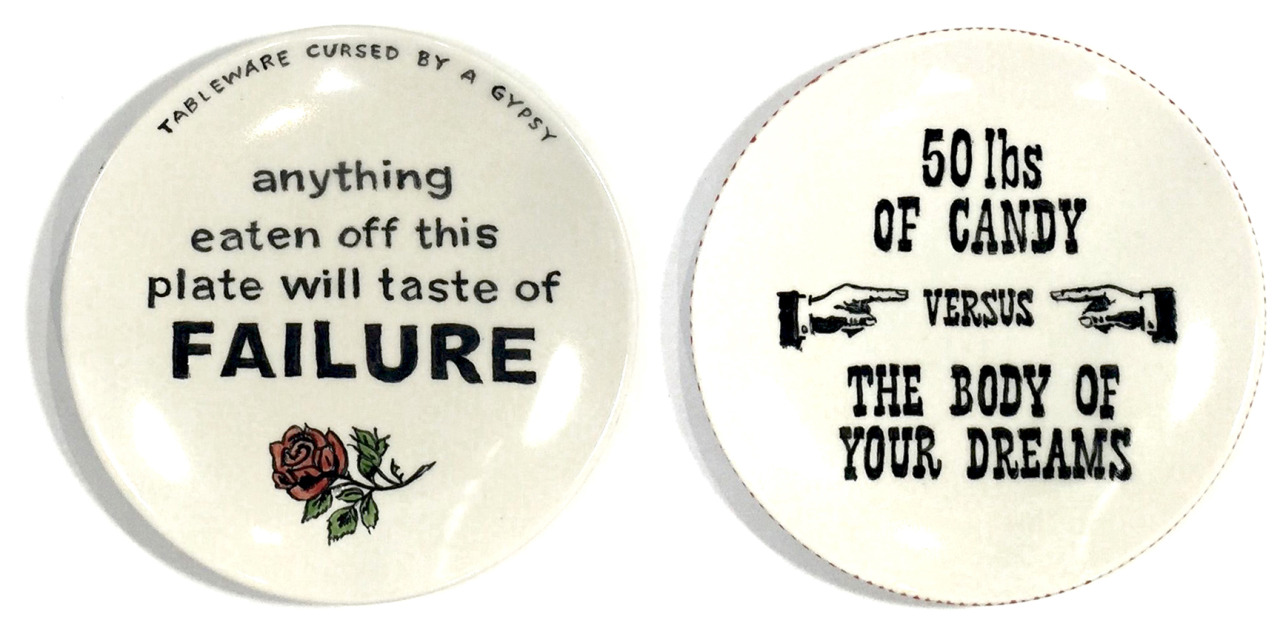 TABLEWARE CURSED BY A GYPSY
anything
eaten off this
plate will taste of
FAILURE
50 lbs
OF CANDY
VERSUS
THE BODY OF
YOUR DREAMS